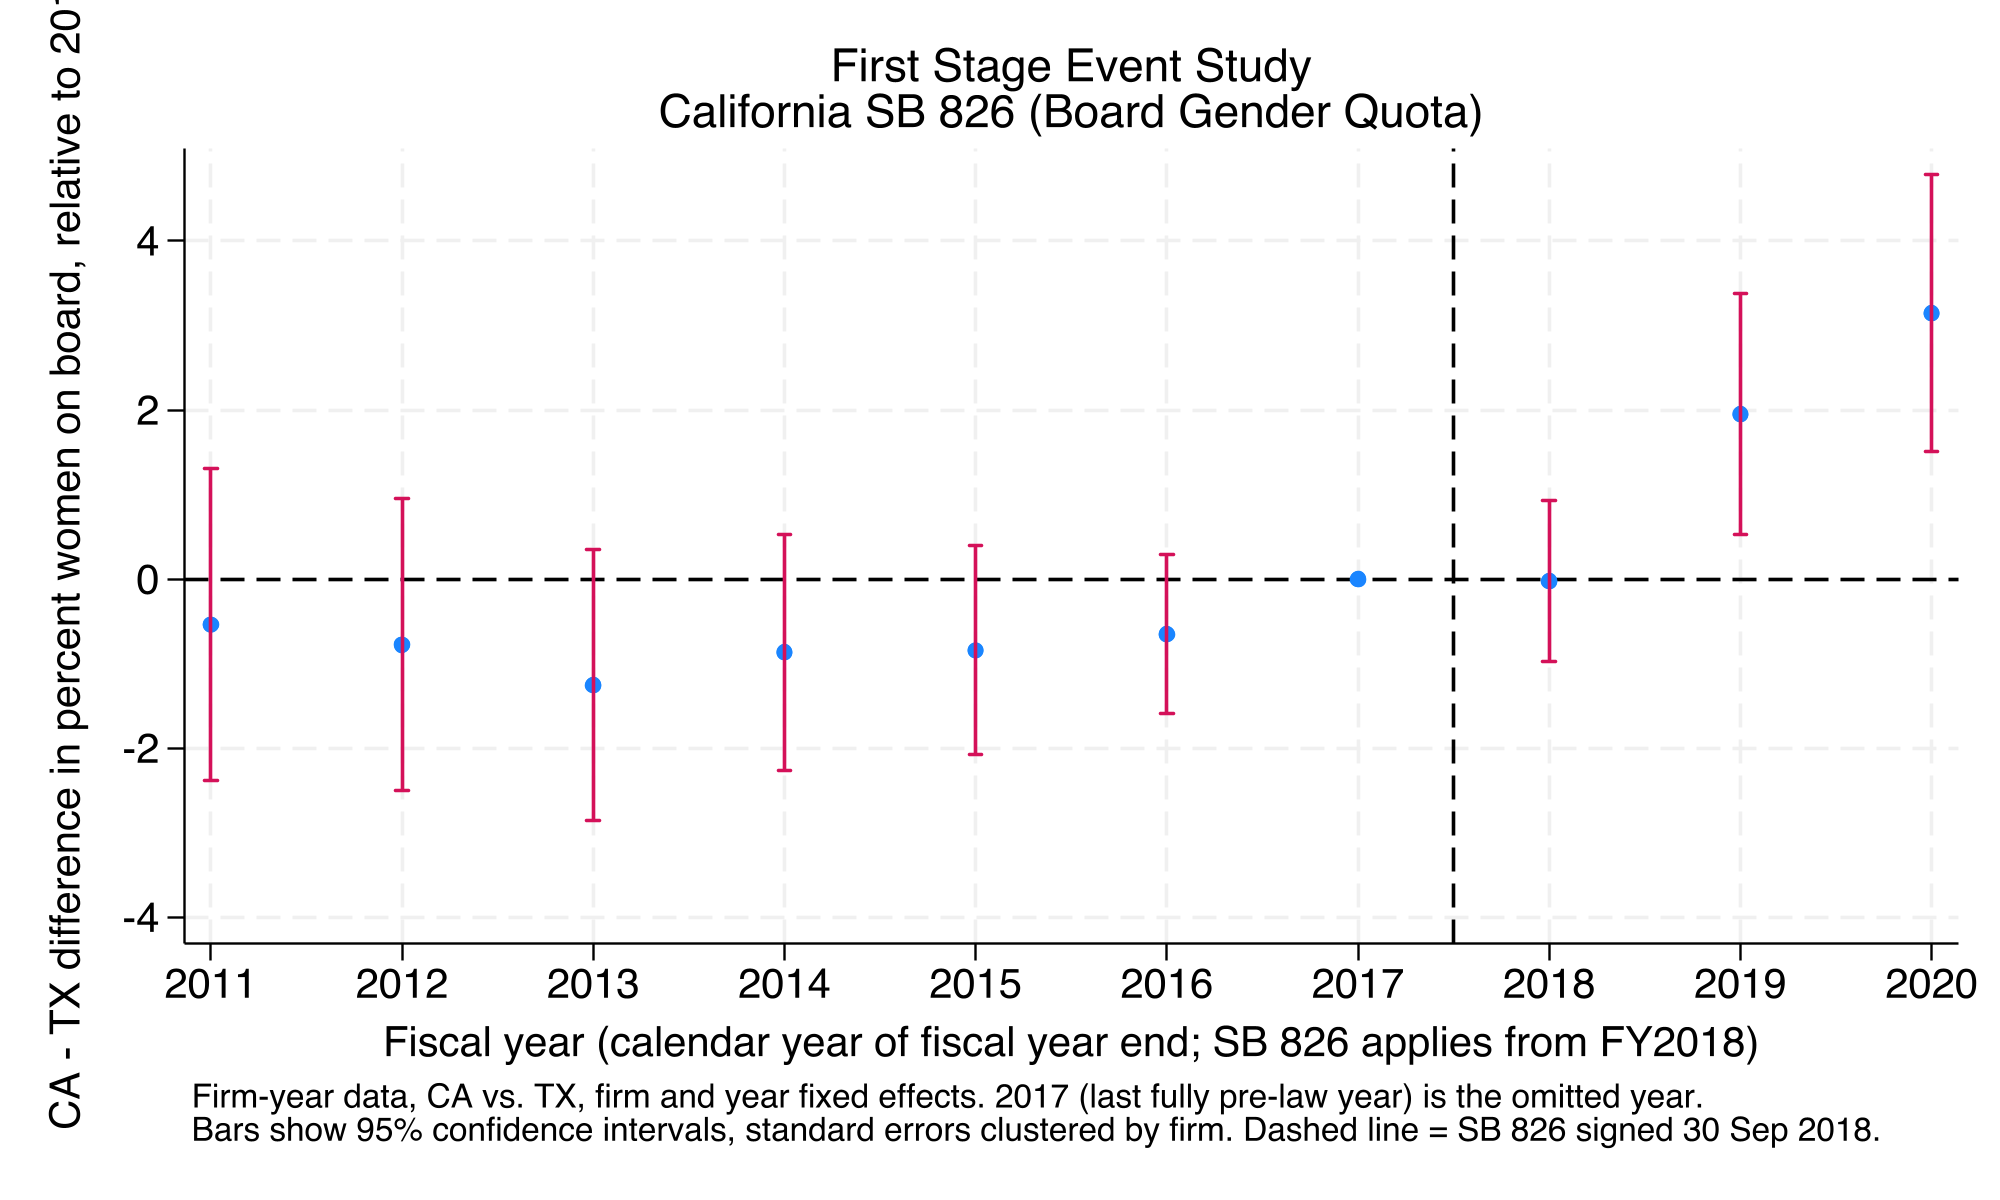 First Stage Event Study
California SB 826 (Board Gender Quota)
CA - TX difference in percent women on board, relative to
4
2
0
-2
-4
2011 2012 2013 2014 2015 2016 2017 2018 2019 2020
Fiscal year (calendar year of fiscal year end; SB 826 applies from FY2018)
Firm-year data, CA vs. TX, firm and year fixed effects. 2017 (last fully pre-law year) is the omitted year.
Bars show 95% confidence intervals, standard errors clustered by firm. Dashed line = SB 826 signed 30 Sep 2018.